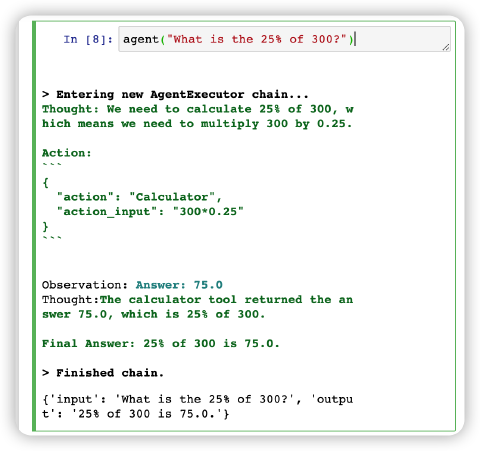 In [8]: agent("What is the 25% of 300?")
> Entering new AgentExecutor chain...
Thought: We need to calculate 25% of 300, w
hich means we need to multiply 300 by 0.25.
Action:
```
{
  "action": "Calculator",
  "action_input": "300*0.25"
}
```
Observation: Answer: 75.0
Thought:The calculator tool returned the an
swer 75.0, which is 25% of 300.
Final Answer: 25% of 300 is 75.0.
> Finished chain.
{'input': 'What is the 25% of 300?', 'outpu
t': '25% of 300 is 75.0.'}